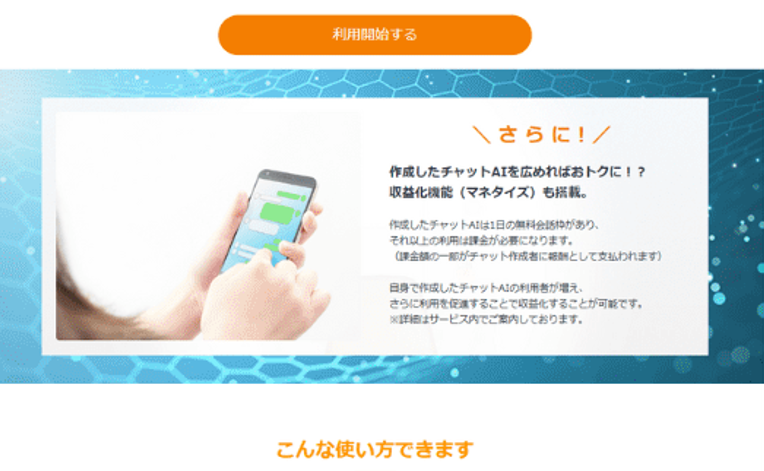 利用開始する
＼ さらに！／
作成したチャットAIを広めればおトクに！？
収益化機能（マネタイズ）も搭載。
作成したチャットAIは1日の無料会話枠があり、
それ以上の利用は課金が必要になります。
（課金額の一部がチャット作成者に報酬として支払われます）
自身で作成したチャットAIの利用者が増え、
さらに利用を促進することで収益化することが可能です。
※詳細はサービス内でご案内しております。
こんな使い方できます